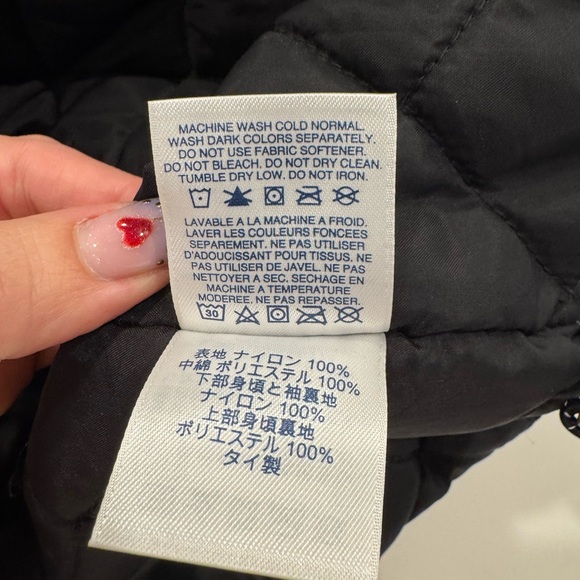 MACHINE WASH COLD NORMAL.
WASH DARK COLORS SEPARATELY.
DO NOT USE FABRIC SOFTENER.
DO NOT BLEACH. DO NOT DRY CLEAN.
TUMBLE DRY LOW. DO NOT IRON.
LAVABLE A LA MACHINE A FROID.
LAVER LES COULEURS FONCÉES
SEPAREMENT. NE PAS UTILISER
D'ADOUCISSANT POUR TISSUS. NE
PAS UTILISER DE JAVEL. NE PAS
NETTOYER A SEC. SECHAGE EN
MACHINE A TEMPERATURE
MODEREE. NE PAS REPASSER.
30
表地 ナイロン 100%
中綿 ポリエステル 100%
下部身頃と袖裏地
ナイロン 100%
上部身頃裏地
ポリエステル 100%
タイ製